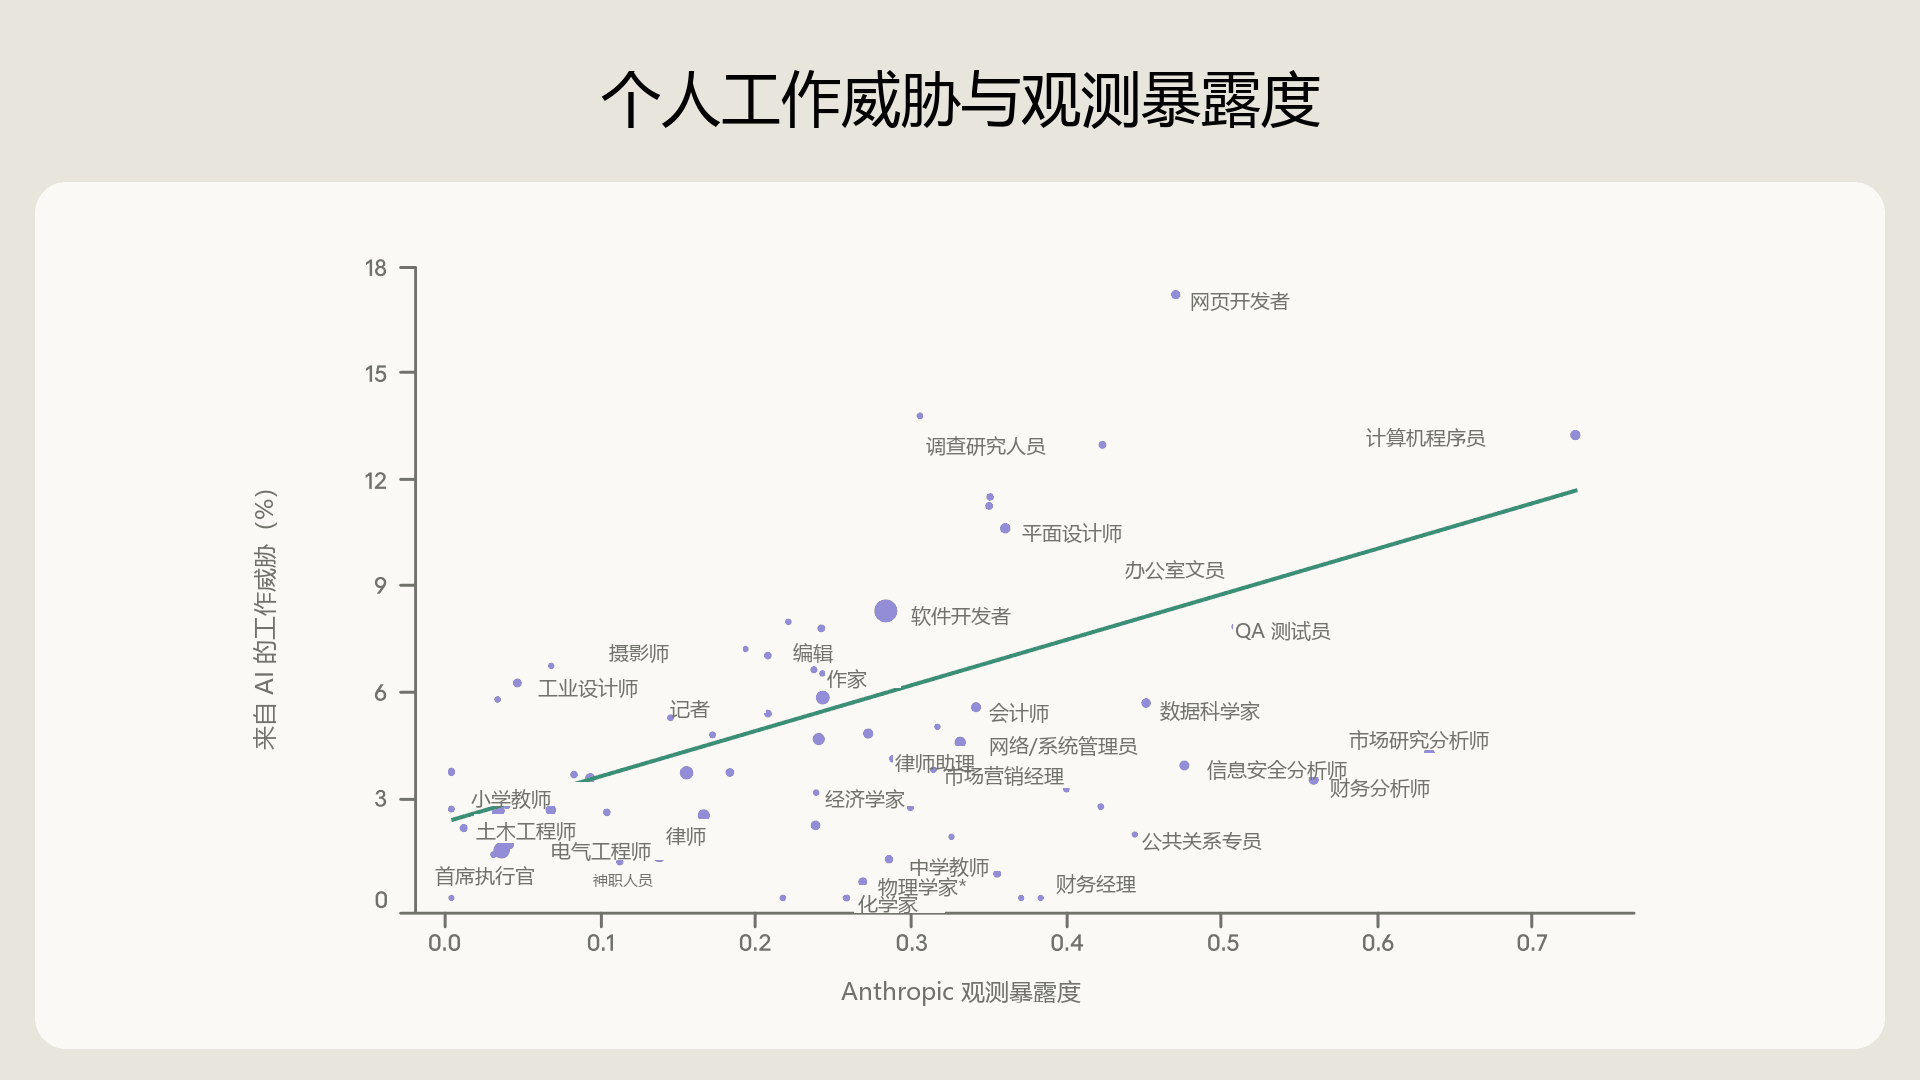 个人工作威胁与观测暴露度
18
网页开发者
15
调查研究人员
计算机程序员
12
平面设计师
办公室文员
9
软件开发者
QA 测试员
摄影师
编辑
作家
工业设计师
6
记者
会计师
数据科学家
网络/系统管理员
市场研究分析师
律师助理
市场营销经理
信息安全分析师
财务分析师
3
小学教师
经济学家
土木工程师
律师
公共关系专员
电气工程师
首席执行官
神职人员
中学教师
物理学家*
财务经理
化学家
0
来自 AI 的工作威胁（%）
0.0
0.1
0.2
0.3
0.4
0.5
0.6
0.7
Anthropic 观测暴露度